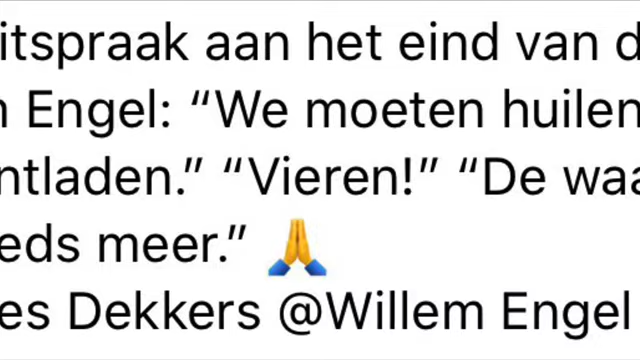 itspraak aan het eind van d
n Engel: “We moeten huilen
ntladen.” “Vieren!” “De waa
eds meer.” 🙏
es Dekkers @Willem Engel